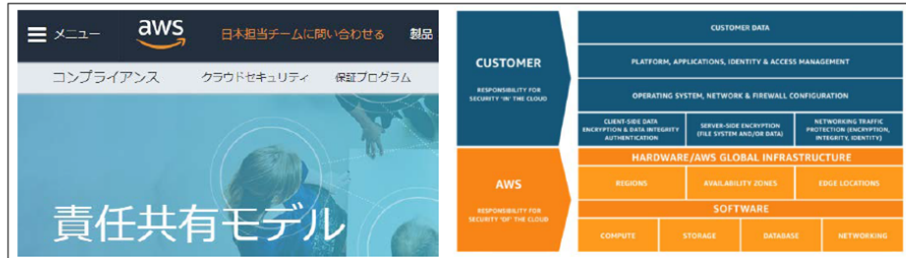 メニュー
aws
日本担当チームに問い合わせる
製品
コンプライアンス
クラウドセキュリティ
保証プログラム
責任共有モデル
CUSTOMER
RESPONSIBILITY FOR
SECURITY 'IN' THE CLOUD
CUSTOMER DATA
PLATFORM, APPLICATIONS, IDENTITY & ACCESS MANAGEMENT
OPERATING SYSTEM, NETWORK & FIREWALL CONFIGURATION
CLIENT-SIDE DATA
ENCRYPTION & DATA INTEGRITY
AUTHENTICATION
SERVER-SIDE ENCRYPTION
(FILE SYSTEM AND/OR DATA)
NETWORKING TRAFFIC
PROTECTION (ENCRYPTION,
INTEGRITY, IDENTITY)
AWS
RESPONSIBILITY FOR
SECURITY 'OF' THE CLOUD
HARDWARE/AWS GLOBAL INFRASTRUCTURE
REGIONS
AVAILABILITY ZONES
EDGE LOCATIONS
SOFTWARE
COMPUTE
STORAGE
DATABASE
NETWORKING